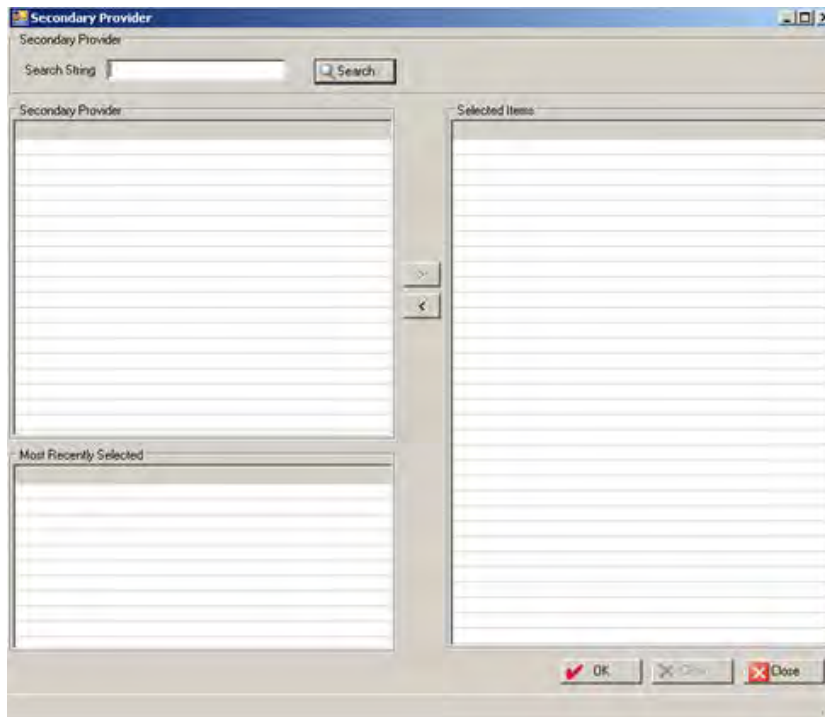 Secondary Provider
Secondary Provider
Search String
Search
Secondary Provider
Selected Items
>
<
Most Recently Selected
OK
Close